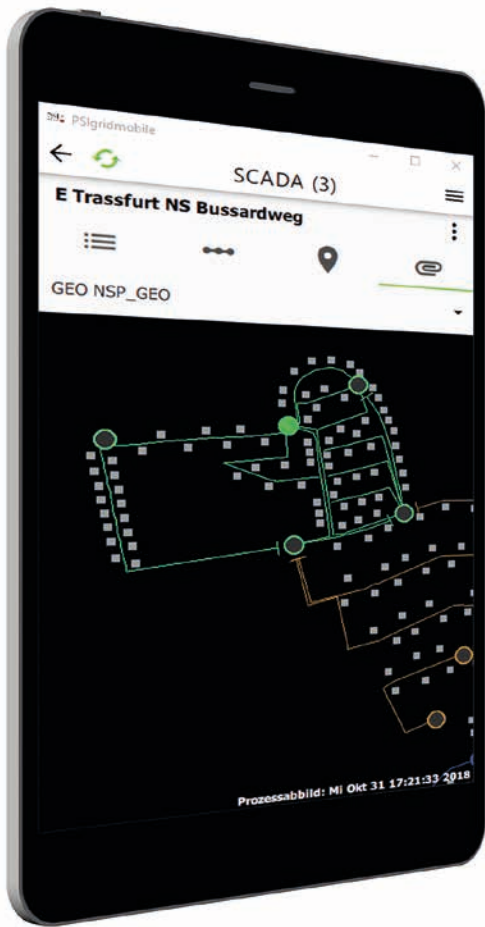 PSIgridmobile
SCADA (3)
E Trassfurt NS Bussardweg
GEO NSP_GEO
Prozessabbild: Mi Okt 31 17:21:33 2018